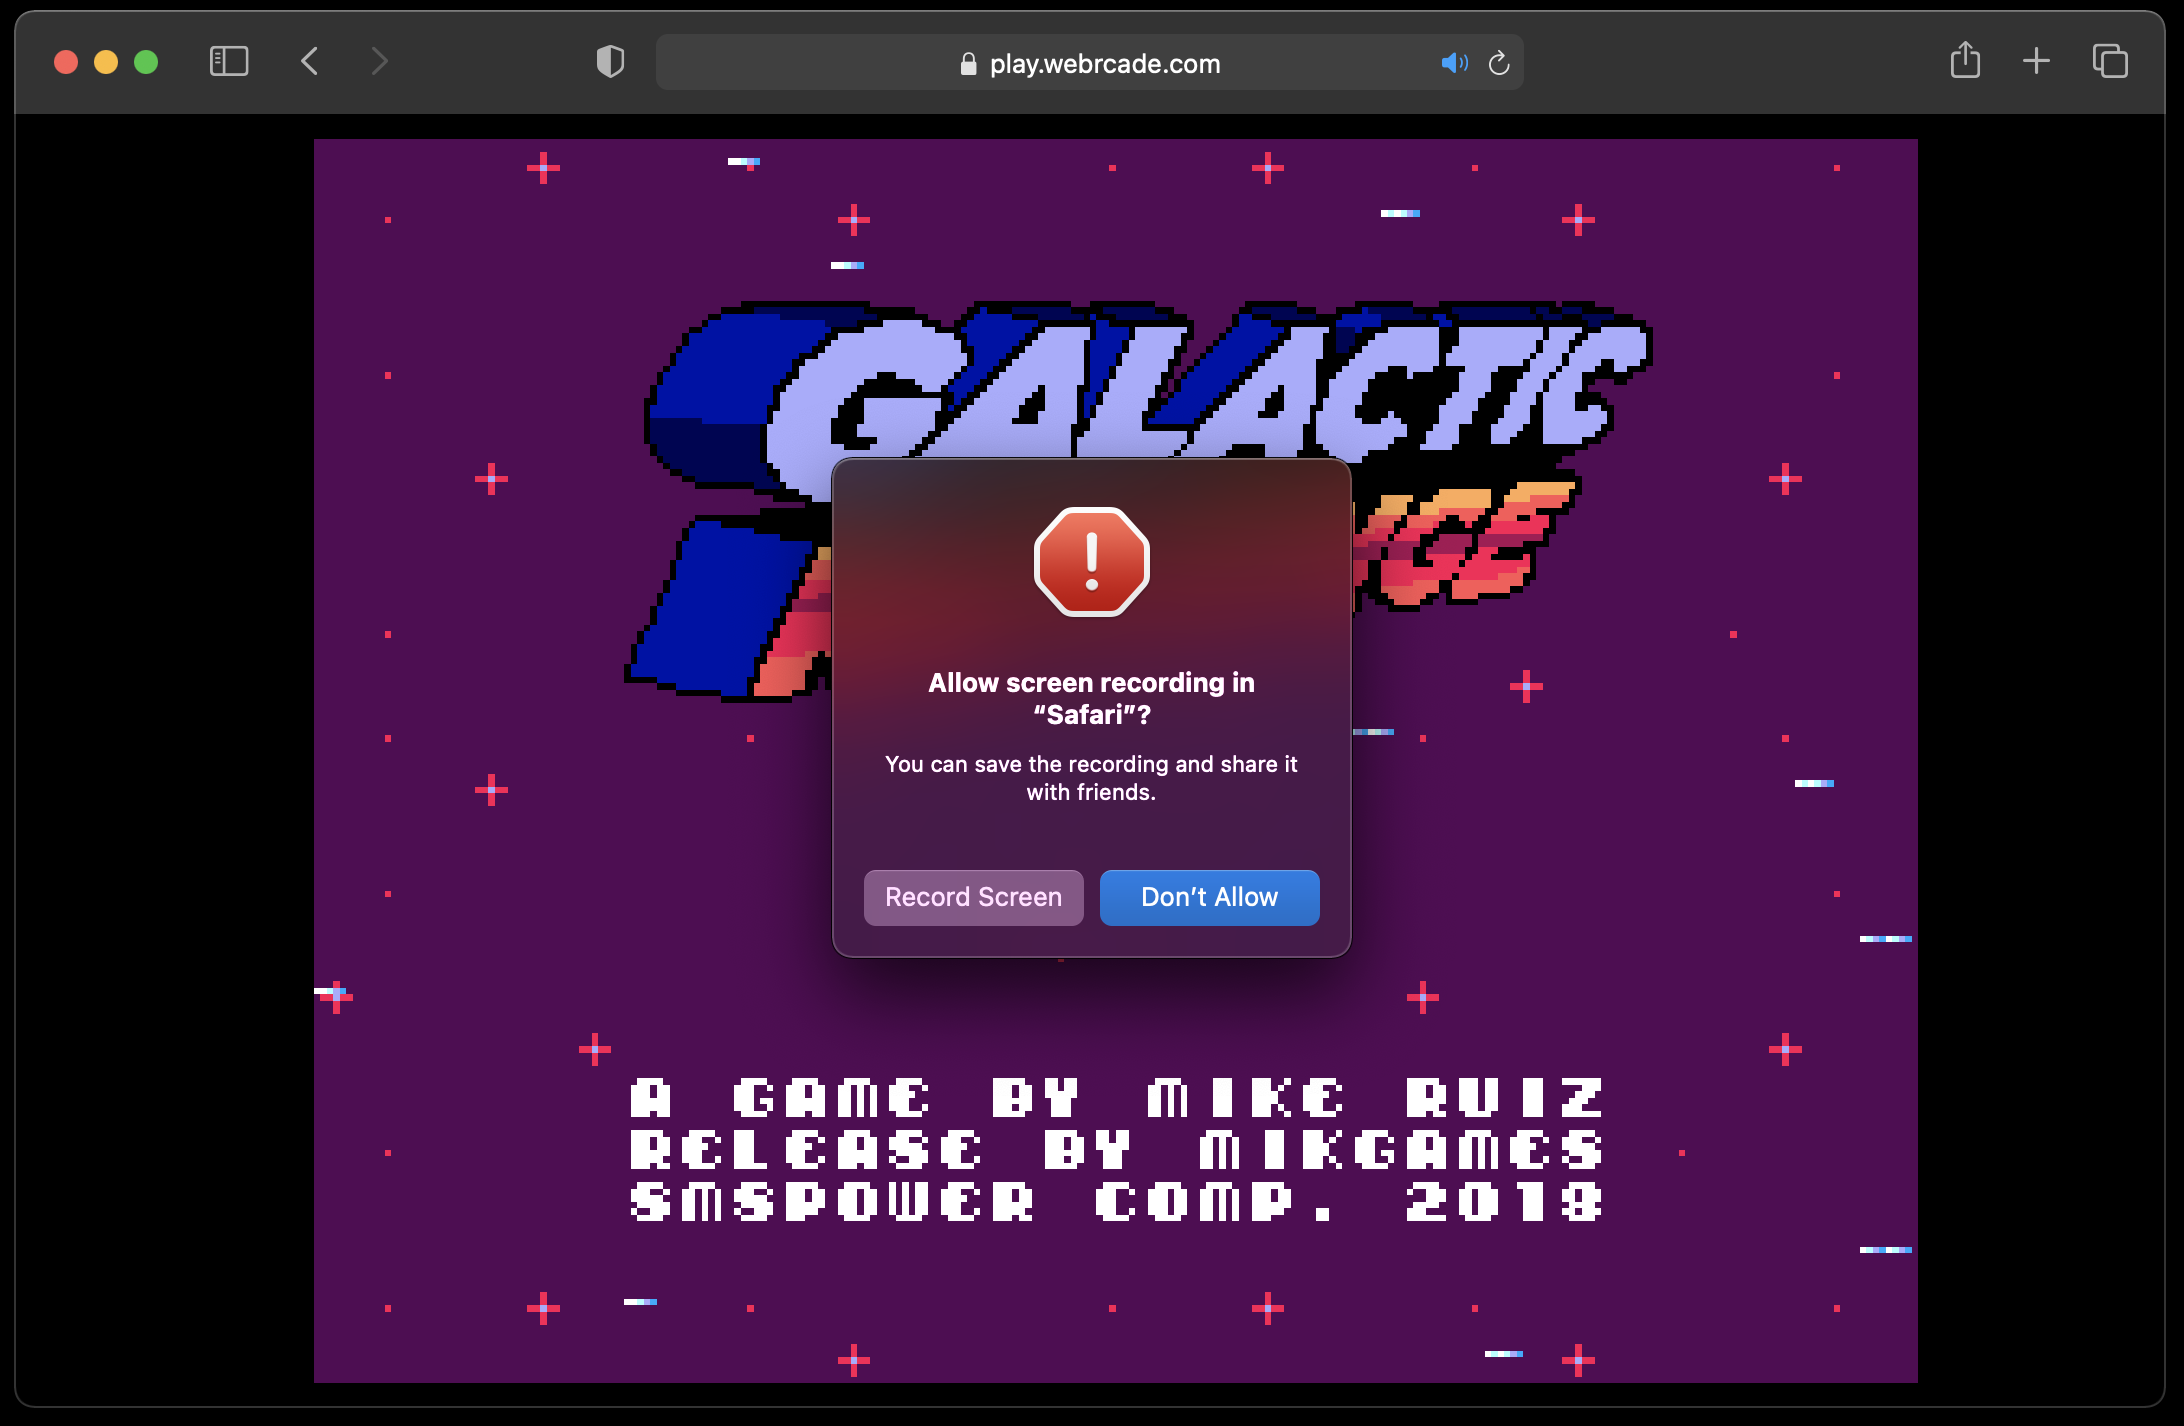 play.webrcade.com
GALACTIC
Allow screen recording in
“Safari”?
You can save the recording and share it
with friends.
Record Screen
Don’t Allow
A GAME BY MIKE RUIZ
RELEASE BY MIKGAMES
SMSPOWER COMP. 2018